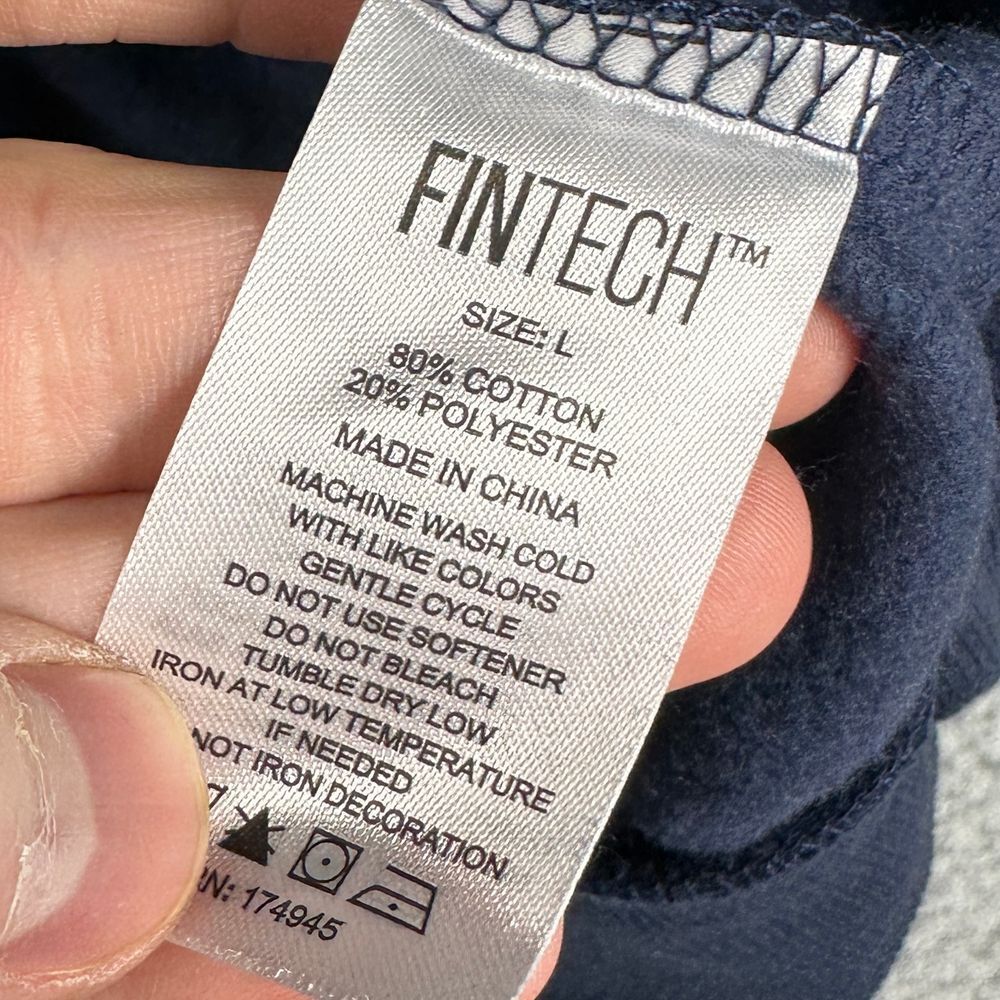 FINTECH™
SIZE: L
80% COTTON
20% POLYESTER
MADE IN CHINA
MACHINE WASH COLD
WITH LIKE COLORS
GENTLE CYCLE
DO NOT USE SOFTENER
DO NOT BLEACH
TUMBLE DRY LOW
IRON AT LOW TEMPERATURE
IF NEEDED
NOT IRON DECORATION
RN: 174945